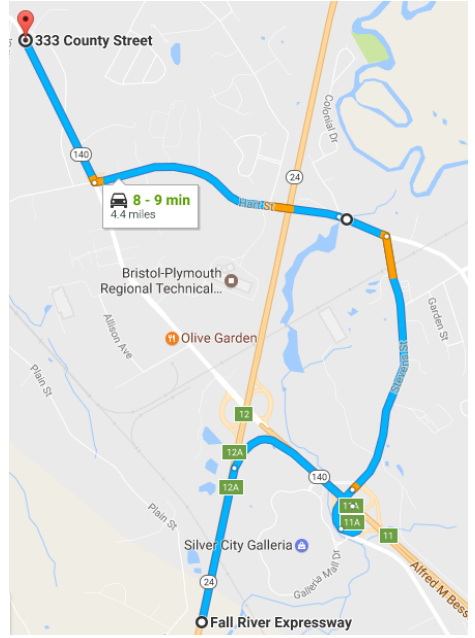 333 County Street
Colonial Dr
140
24
8 - 9 min
4.4 miles
Hart St
Bristol-Plymouth
Regional Technical...
Garden St
Allison Ave
Olive Garden
Stevens St
Plain St
12
12A
12A
140
11A
11A
11
Plain St
Silver City Galleria
Galleria Mall Dr
24
Alfred M Bess
Fall River Expressway